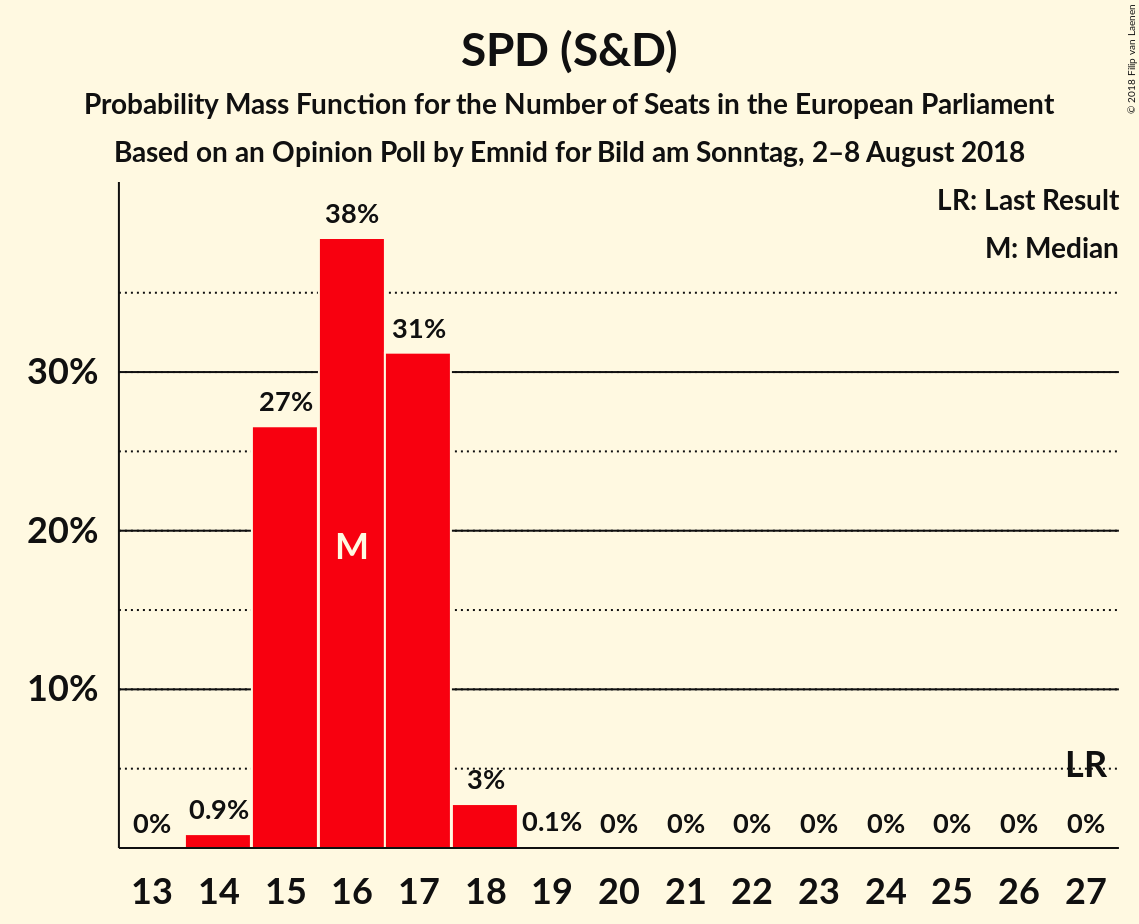 SPD (S&D)
Probability Mass Function for the Number of Seats in the European Parliament
Based on an Opinion Poll by Emnid for Bild am Sonntag, 2–8 August 2018
© 2018 Filip van Laenen
LR: Last Result
M: Median
38%
31%
30%
27%
20%
M
10%
LR
0% 0.9% 3% 0.1% 0% 0% 0% 0% 0% 0% 0% 0%
13 14 15 16 17 18 19 20 21 22 23 24 25 26 27